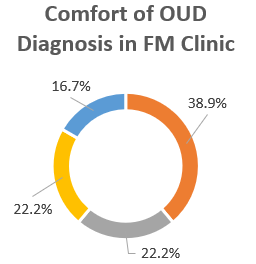 Comfort of OUD
Diagnosis in FM Clinic
16.7%
38.9%
22.2%
22.2%